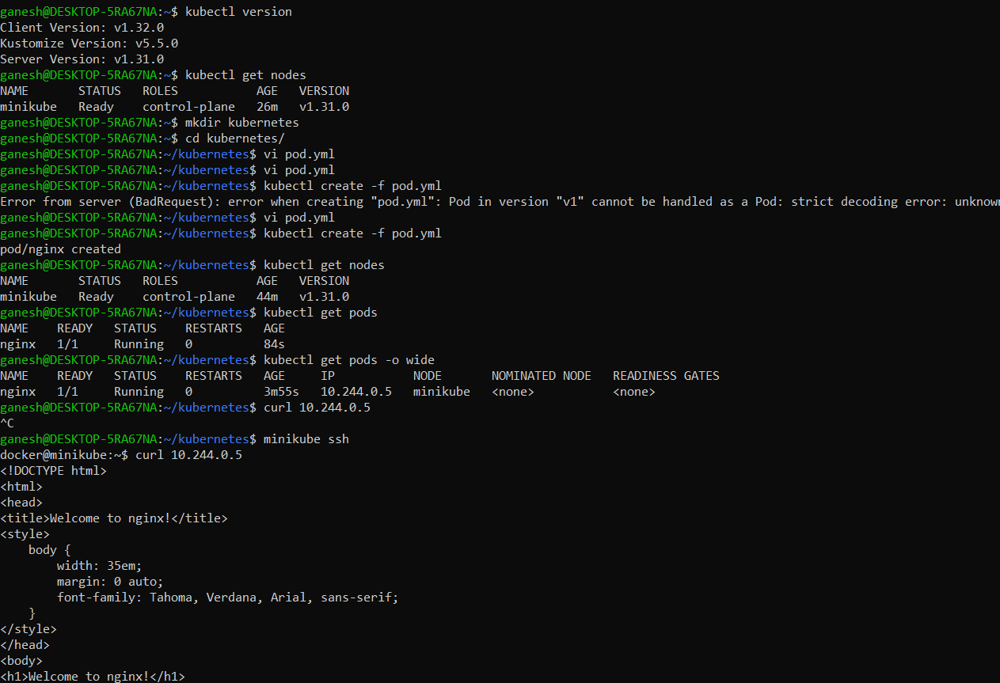 ganesh@DESKTOP-5RA67NA:~$ kubectl version
Client Version: v1.32.0
Kustomize Version: v5.5.0
Server Version: v1.31.0
ganesh@DESKTOP-5RA67NA:~$ kubectl get nodes
NAME       STATUS   ROLES           AGE   VERSION
minikube   Ready    control-plane   26m   v1.31.0
ganesh@DESKTOP-5RA67NA:~$ mkdir kubernetes
ganesh@DESKTOP-5RA67NA:~$ cd kubernetes/
ganesh@DESKTOP-5RA67NA:~/kubernetes$ vi pod.yml
ganesh@DESKTOP-5RA67NA:~/kubernetes$ vi pod.yml
ganesh@DESKTOP-5RA67NA:~/kubernetes$ kubectl create -f pod.yml
Error from server (BadRequest): error when creating "pod.yml": Pod in version "v1" cannot be handled as a Pod: strict decoding error: unknow
ganesh@DESKTOP-5RA67NA:~/kubernetes$ vi pod.yml
ganesh@DESKTOP-5RA67NA:~/kubernetes$ kubectl create -f pod.yml
pod/nginx created
ganesh@DESKTOP-5RA67NA:~/kubernetes$ kubectl get nodes
NAME       STATUS   ROLES           AGE   VERSION
minikube   Ready    control-plane   44m   v1.31.0
ganesh@DESKTOP-5RA67NA:~/kubernetes$ kubectl get pods
NAME    READY   STATUS    RESTARTS   AGE
nginx   1/1     Running   0          84s
ganesh@DESKTOP-5RA67NA:~/kubernetes$ kubectl get pods -o wide
NAME    READY   STATUS    RESTARTS   AGE     IP           NODE       NOMINATED NODE   READINESS GATES
nginx   1/1     Running   0          3m55s   10.244.0.5   minikube   <none>           <none>
ganesh@DESKTOP-5RA67NA:~/kubernetes$ curl 10.244.0.5
^C
ganesh@DESKTOP-5RA67NA:~/kubernetes$ minikube ssh
docker@minikube:~$ curl 10.244.0.5
<!DOCTYPE html>
<html>
<head>
<title>Welcome to nginx!</title>
<style>
    body {
        width: 35em;
        margin: 0 auto;
        font-family: Tahoma, Verdana, Arial, sans-serif;
    }
</style>
</head>
<body>
<h1>Welcome to nginx!</h1>